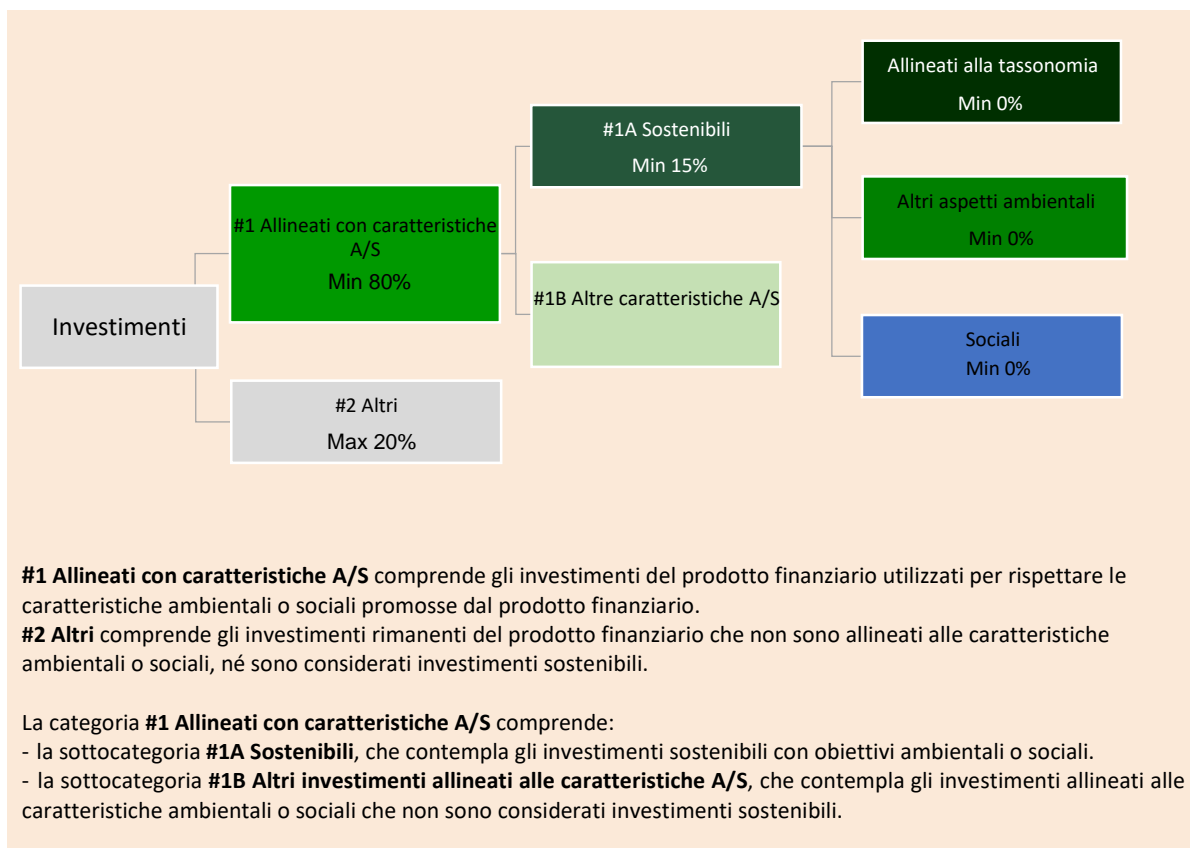 Investimenti
#1 Allineati con caratteristiche
A/S
Min 80%
#2 Altri
Max 20%
#1A Sostenibili
Min 15%
#1B Altre caratteristiche A/S
Allineati alla tassonomia
Min 0%
Altri aspetti ambientali
Min 0%
Sociali
Min 0%
#1 Allineati con caratteristiche A/S comprende gli investimenti del prodotto finanziario utilizzati per rispettare le
caratteristiche ambientali o sociali promosse dal prodotto finanziario.
#2 Altri comprende gli investimenti rimanenti del prodotto finanziario che non sono allineati alle caratteristiche
ambientali o sociali, né sono considerati investimenti sostenibili.
La categoria #1 Allineati con caratteristiche A/S comprende:
- la sottocategoria #1A Sostenibili, che contempla gli investimenti sostenibili con obiettivi ambientali o sociali.
- la sottocategoria #1B Altri investimenti allineati alle caratteristiche A/S, che contempla gli investimenti allineati alle
caratteristiche ambientali o sociali che non sono considerati investimenti sostenibili.